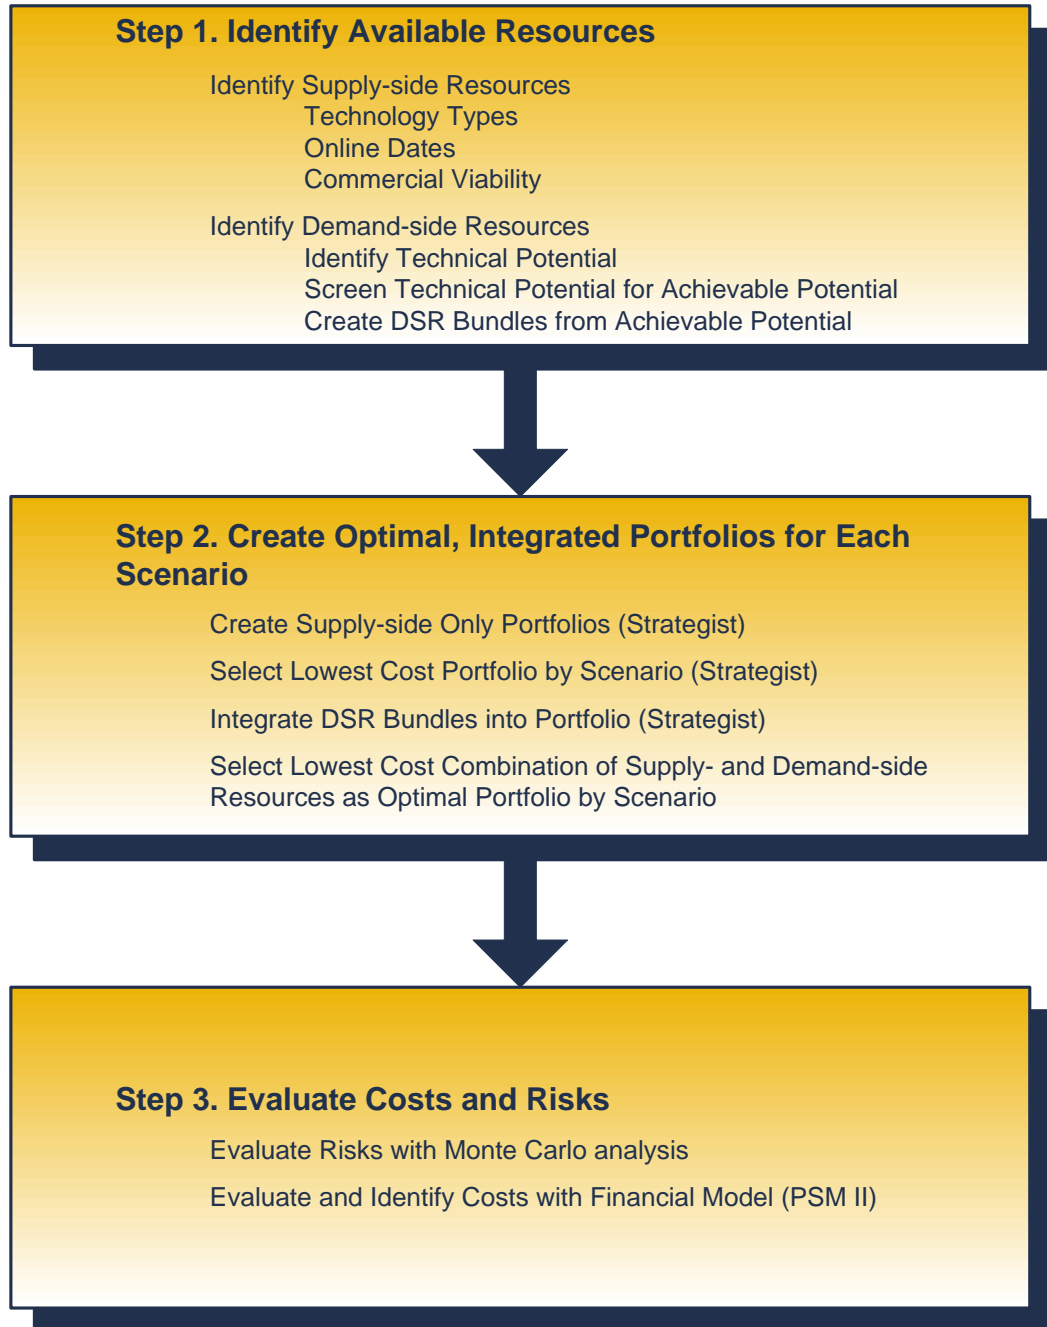 Step 1. Identify Available Resources
Identify Supply-side Resources
Technology Types
Online Dates
Commercial Viability
Identify Demand-side Resources
Identify Technical Potential
Screen Technical Potential for Achievable Potential
Create DSR Bundles from Achievable Potential
Step 2. Create Optimal, Integrated Portfolios for Each
Scenario
Create Supply-side Only Portfolios (Strategist)
Select Lowest Cost Portfolio by Scenario (Strategist)
Integrate DSR Bundles into Portfolio (Strategist)
Select Lowest Cost Combination of Supply- and Demand-side
Resources as Optimal Portfolio by Scenario
Step 3. Evaluate Costs and Risks
Evaluate Risks with Monte Carlo analysis
Evaluate and Identify Costs with Financial Model (PSM II)